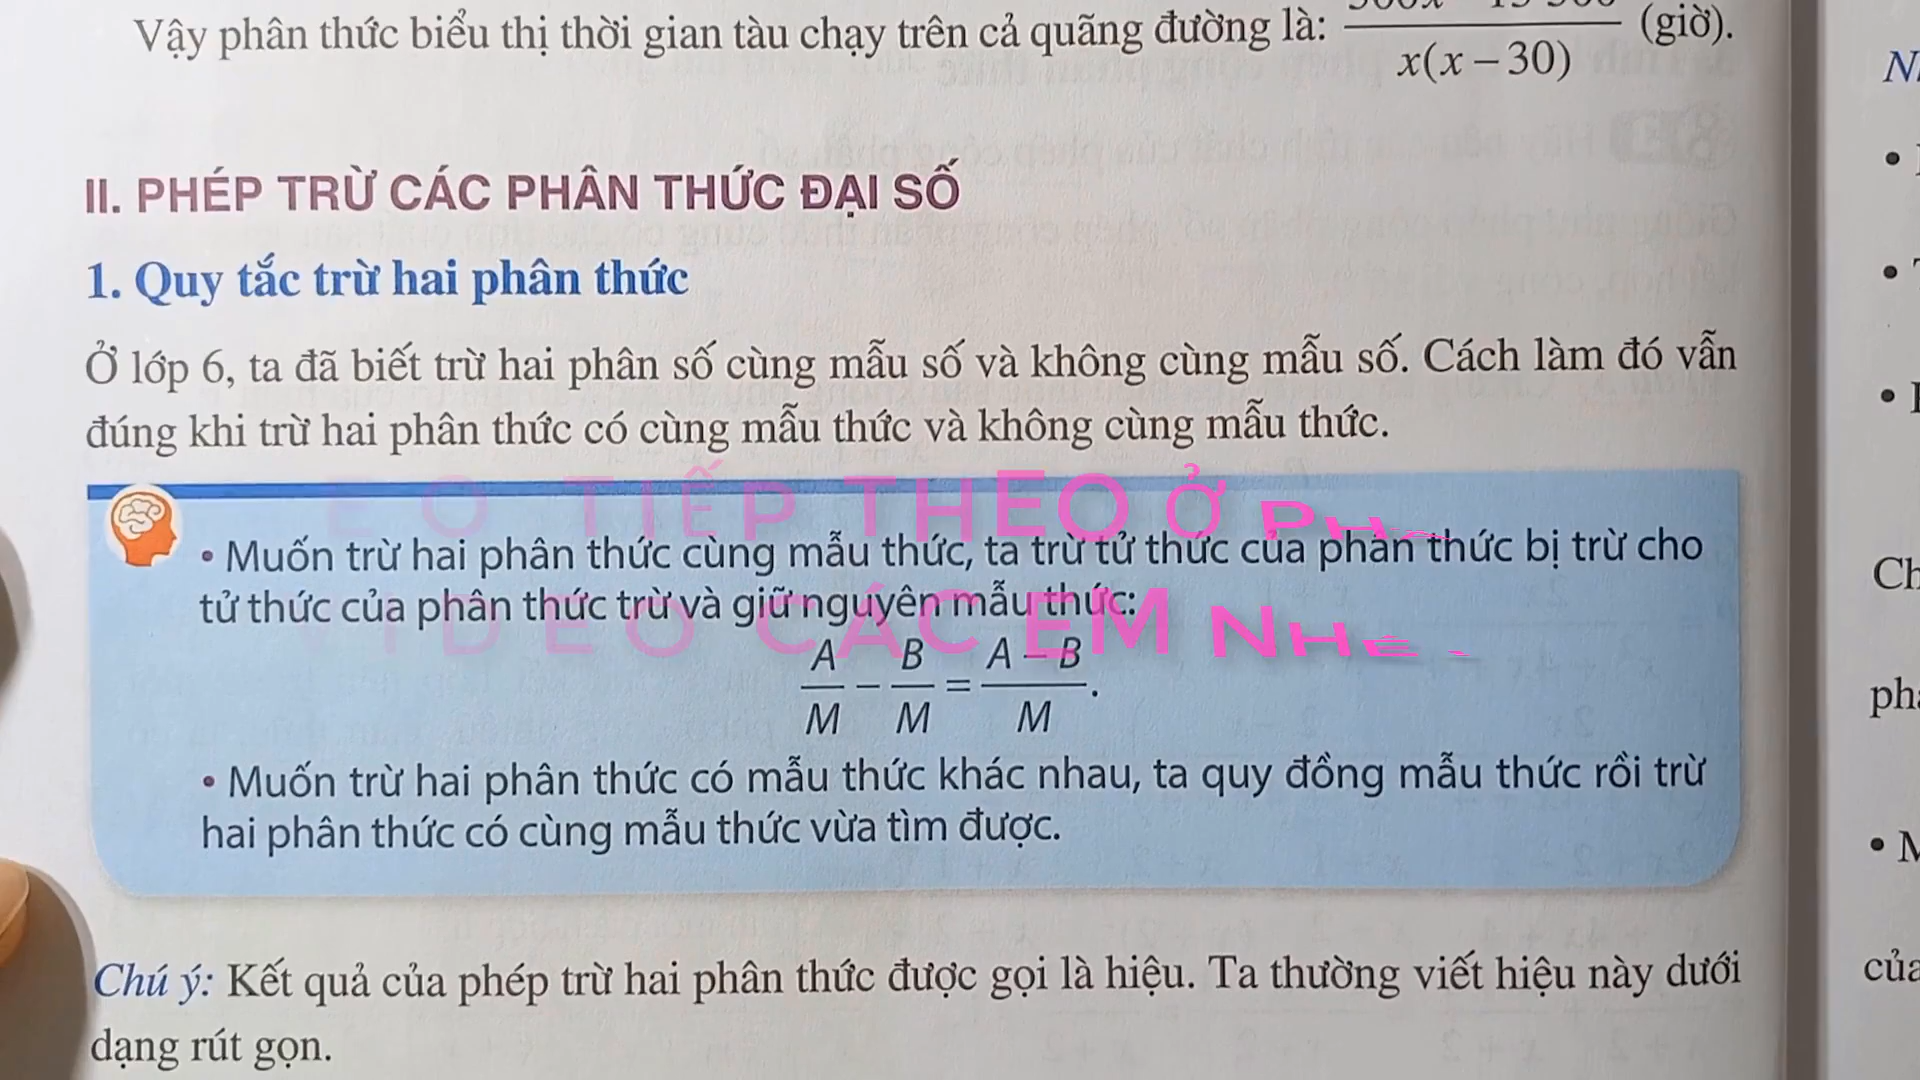 Vậy phân thức biểu thị thời gian tàu chạy trên cả quãng đường là: x(x – 30) (giờ).
II. PHÉP TRỪ CÁC PHÂN THỨC ĐẠI SỐ
1. Quy tắc trừ hai phân thức
Ở lớp 6, ta đã biết trừ hai phân số cùng mẫu số và không cùng mẫu số. Cách làm đó vẫn
đúng khi trừ hai phân thức có cùng mẫu thức và không cùng mẫu thức.
EO TIẾP THEO Ở
• Muốn trừ hai phân thức cùng mẫu thức, ta trừ tử thức của phân thức bị trừ cho
tử thức của phân thức trừ và giữ nguyên mẫu thức:
VIDEO CÁC EM NHÉ
A B A – B
– =
M M M .
• Muốn trừ hai phân thức có mẫu thức khác nhau, ta quy đồng mẫu thức rồi trừ
hai phân thức có cùng mẫu thức vừa tìm được.
Chú ý: Kết quả của phép trừ hai phân thức được gọi là hiệu. Ta thường viết hiệu này dưới
dạng rút gọn.
Ch
của